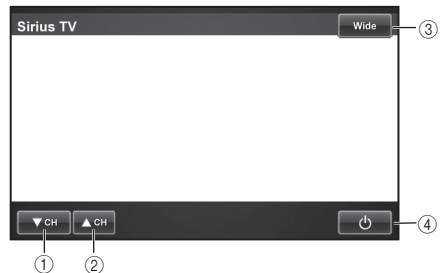 Sirius TV
Wide
③
▼ CH
▲ CH
④
①
②